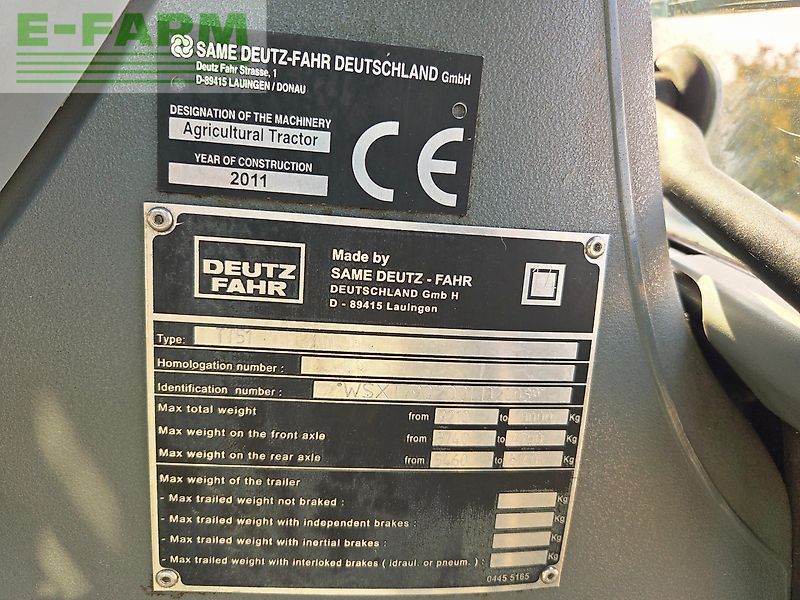 E-FARM
SAME DEUTZ-FAHR DEUTSCHLAND GmbH
Deutz Fahr Strasse, 1
D-89415 LAUINGEN / DONAU
DESIGNATION OF THE MACHINERY
Agricultural Tractor
YEAR OF CONSTRUCTION
2011
CE
DEUTZ
FAHR
Made by
SAME DEUTZ - FAHR
DEUTSCHLAND Gmb H
D - 89415 Lauingen
Type:
Homologation number :
Identification number :
Max total weight from to Kg
Max weight on the front axle from to Kg
Max weight on the rear axle from to Kg
Max weight of the trailer
- Max trailed weight not braked : Kg
- Max trailed weight with independent brakes : Kg
- Max trailed weight with inertial brakes : Kg
- Max trailed weight with interloked brakes ( idraul. or pneum. ) : Kg
0445 5165